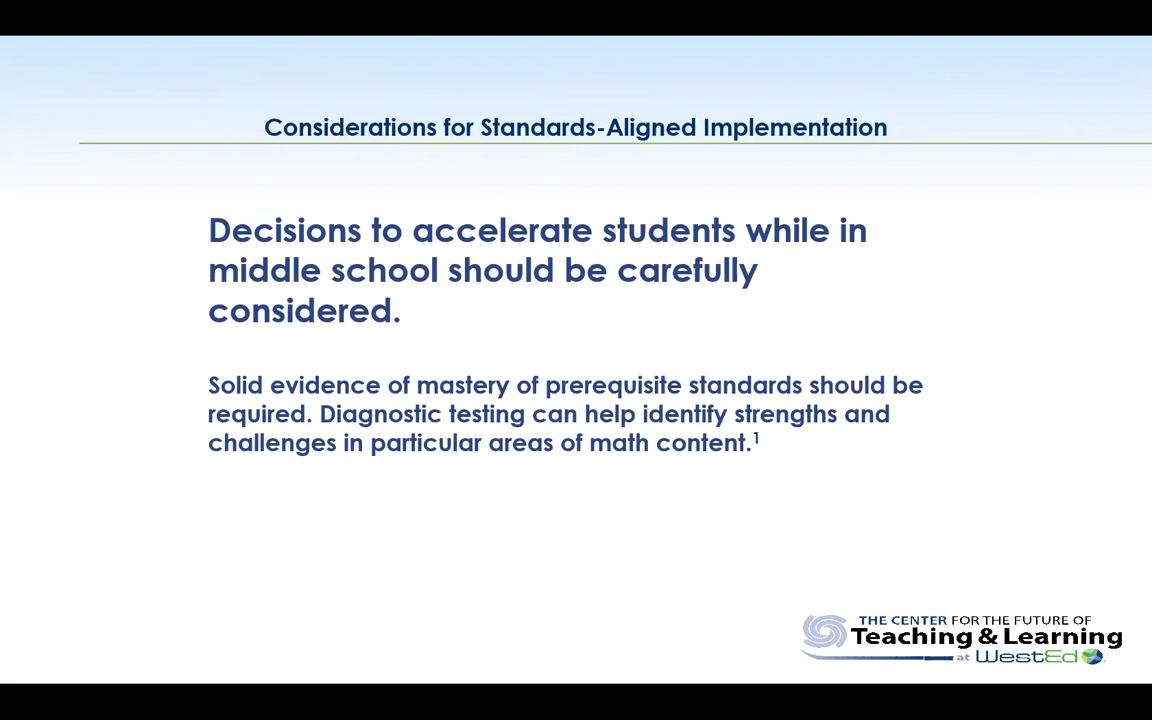 Considerations for Standards-Aligned Implementation
Decisions to accelerate students while in
middle school should be carefully
considered.
Solid evidence of mastery of prerequisite standards should be
required. Diagnostic testing can help identify strengths and
challenges in particular areas of math content.¹
THE CENTER FOR THE FUTURE OF
Teaching & Learning
at WestEd